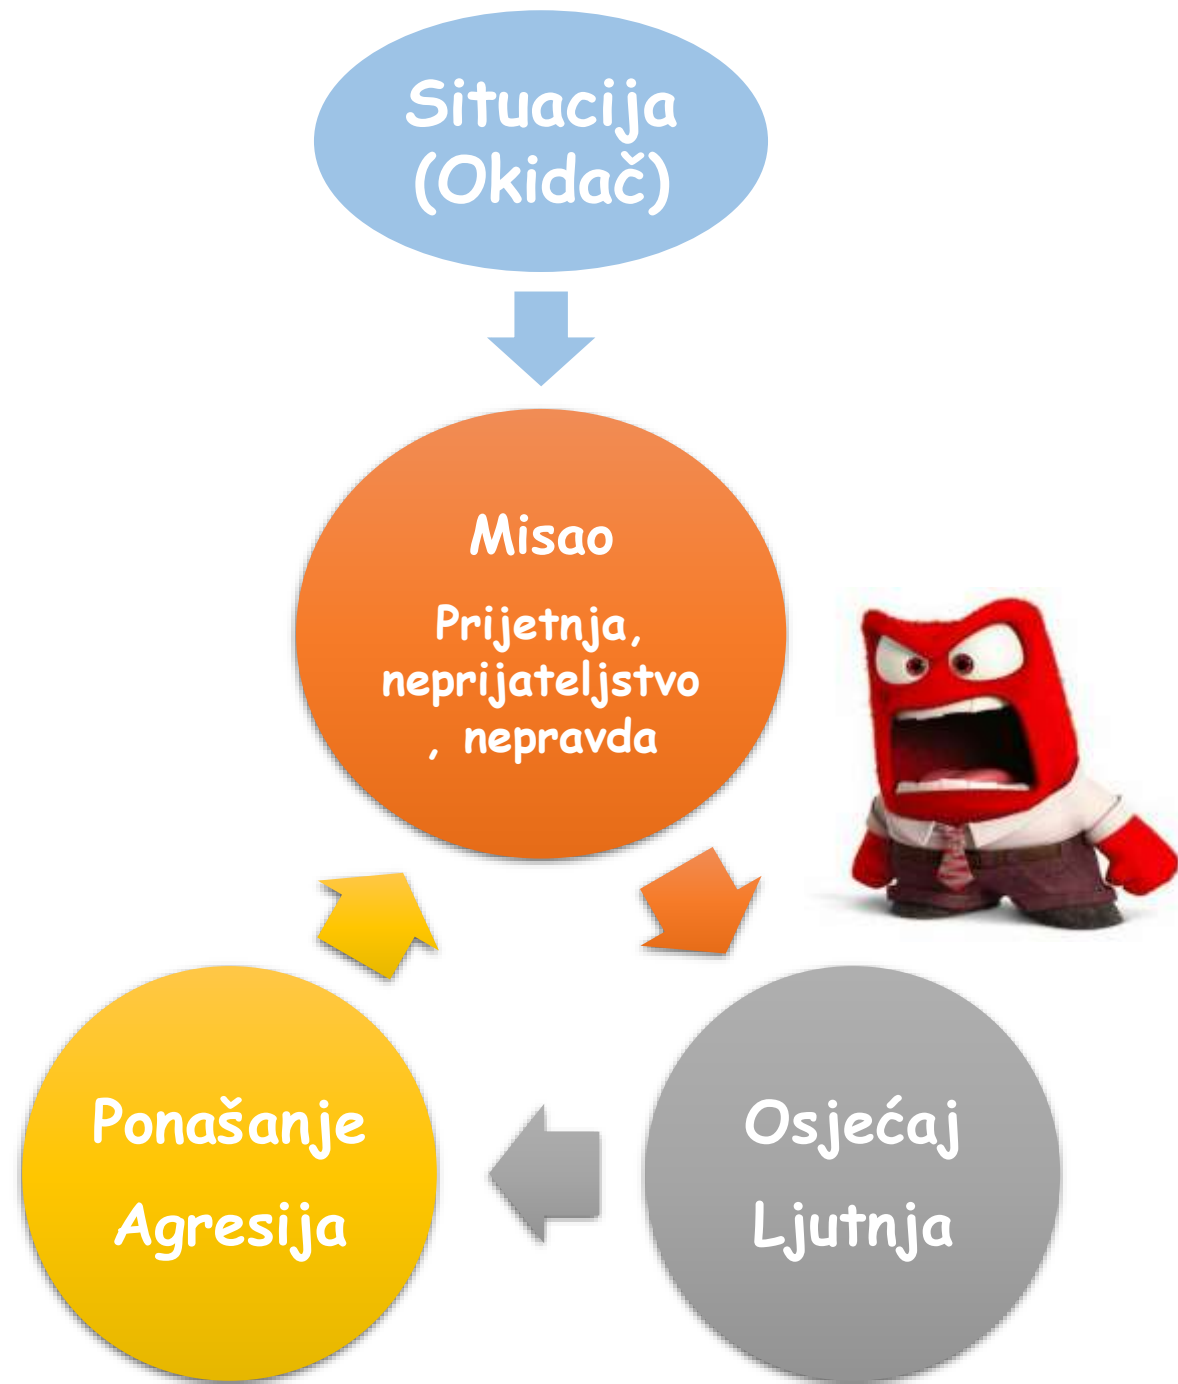 Situacija
(Okidač)
Misao
Prijetnja,
neprijateljstvo
, nepravda
Osjećaj
Ljutnja
Ponašanje
Agresija